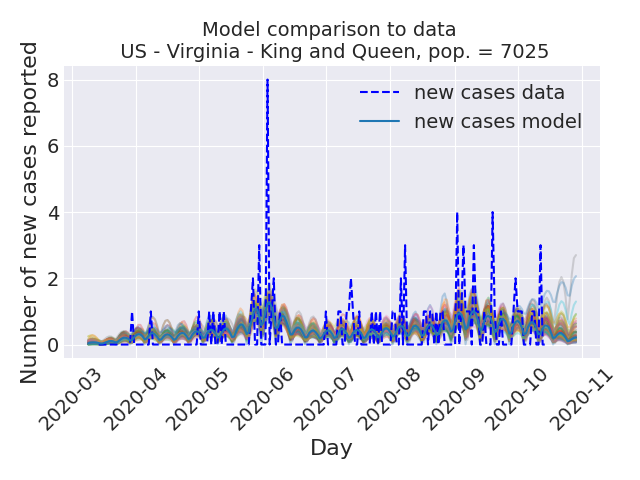 Model comparison to data
US - Virginia - King and Queen, pop. = 7025
Number of new cases reported
8
6
4
2
0
new cases data
new cases model
2020-03
2020-04
2020-05
2020-06
2020-07
2020-08
2020-09
2020-10
2020-11
Day